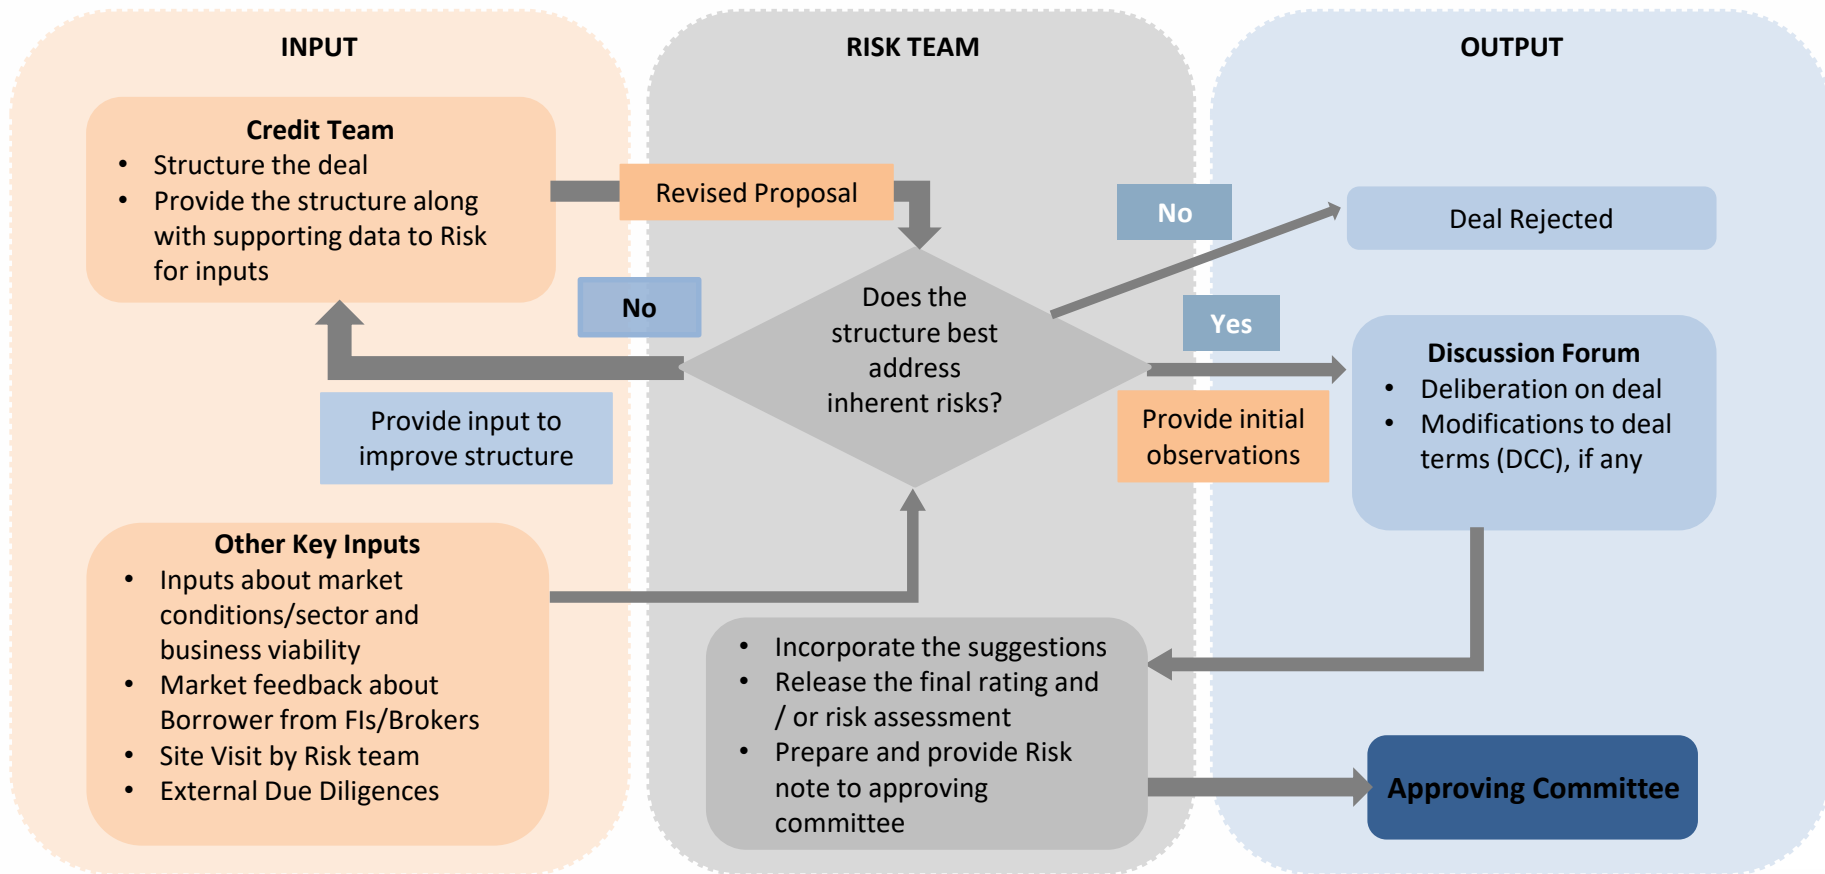 INPUT
Credit Team
• Structure the deal
• Provide the structure along
with supporting data to Risk
for inputs
No
Provide input to
improve structure
Other Key Inputs
• Inputs about market
conditions/sector and
business viability
• Market feedback about
Borrower from FIs/Brokers
• Site Visit by Risk team
• External Due Diligences
RISK TEAM
Revised Proposal
Does the
structure best
address
inherent risks?
No
Yes
Provide initial
observations
• Incorporate the suggestions
• Release the final rating and
/ or risk assessment
• Prepare and provide Risk
note to approving
committee
OUTPUT
Deal Rejected
Discussion Forum
• Deliberation on deal
• Modifications to deal
terms (DCC), if any
Approving Committee